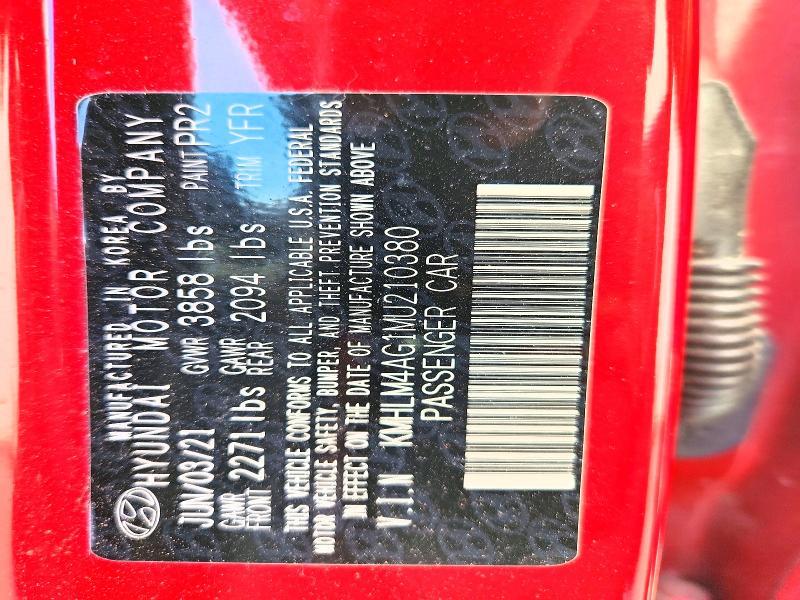 MANUFACTURED IN KOREA BY
HYUNDAI MOTOR COMPANY
JUN/03/21 GVWR 3858 lbs PAINT PR2
GAWR FRONT 2271 lbs GAWR REAR 2094 lbs TRIM YFR
THIS VEHICLE CONFORMS TO ALL APPLICABLE U.S.A. FEDERAL
MOTOR VEHICLE SAFETY, BUMPER, AND THEFT PREVENTION STANDARDS
IN EFFECT ON THE DATE OF MANUFACTURE SHOWN ABOVE
V.I.N KMHLM4AG1MU210380
PASSENGER CAR